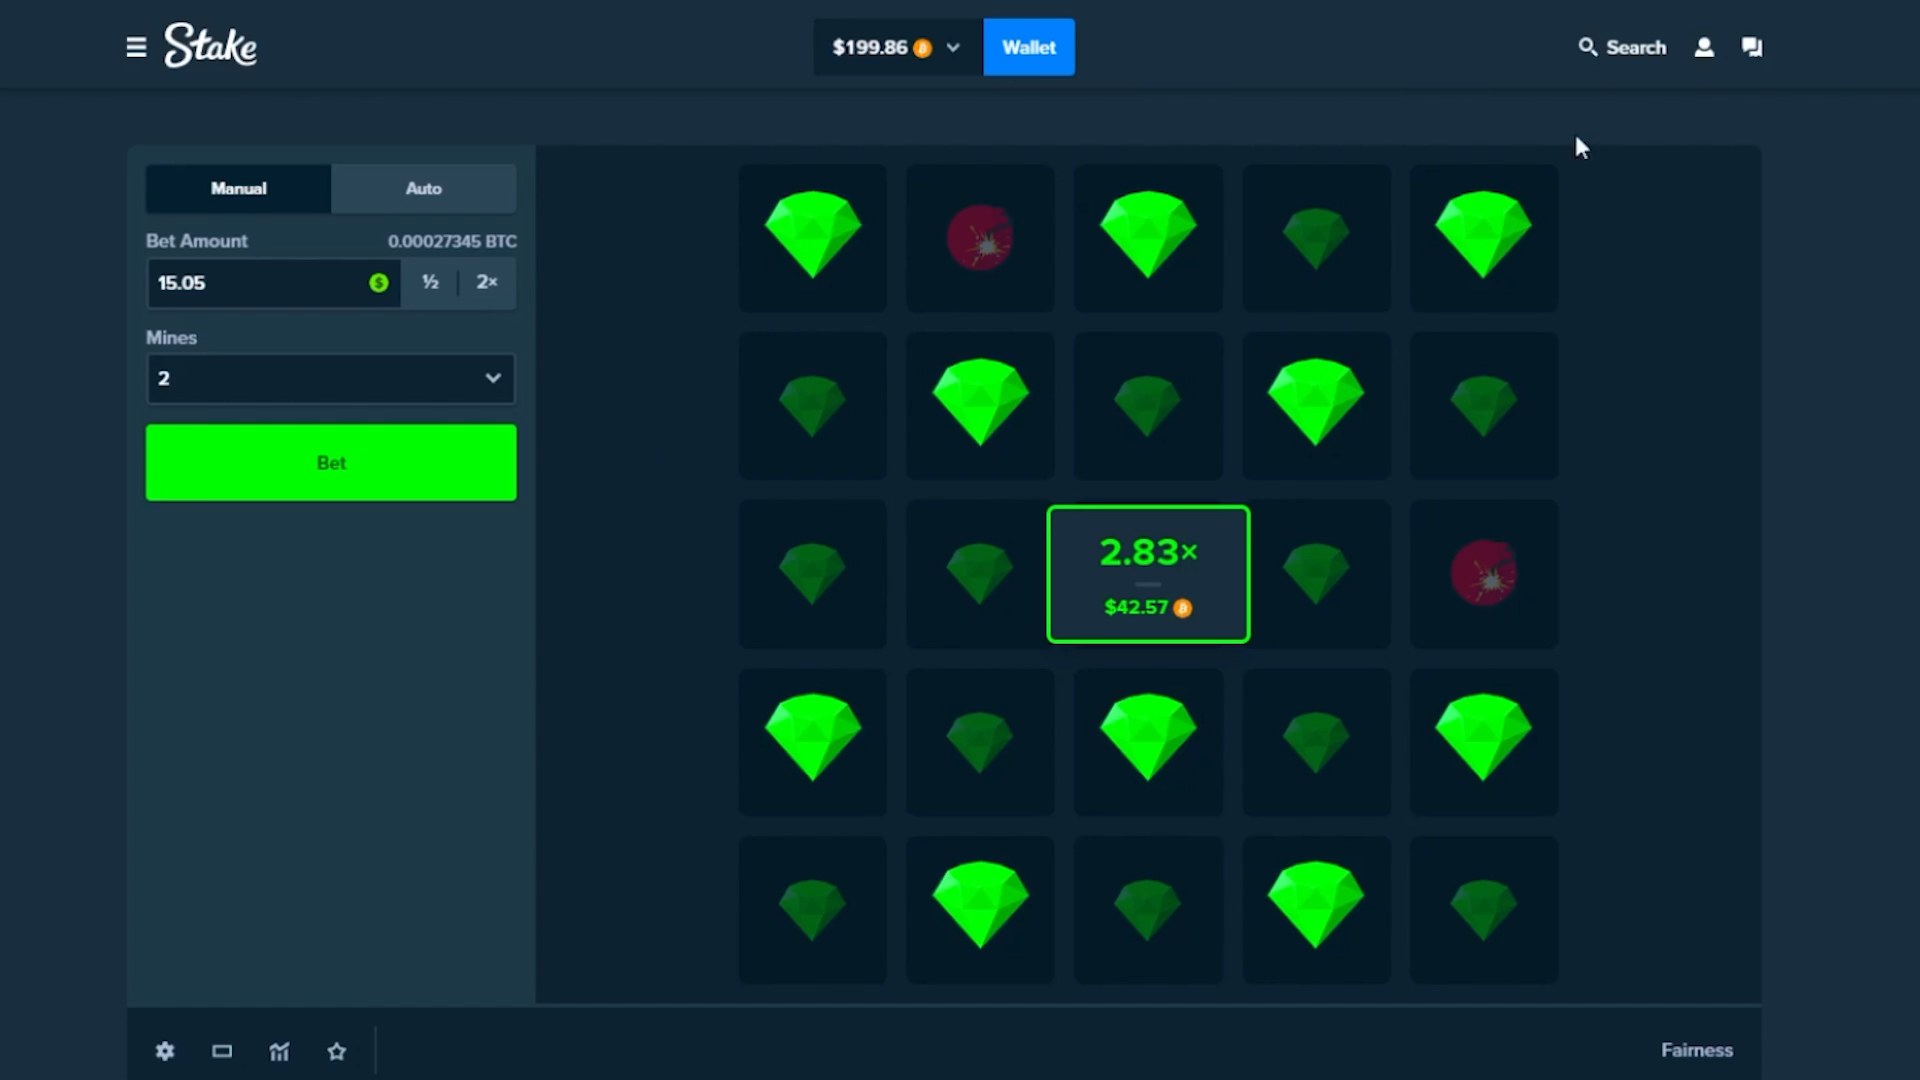 Stake
$199.86
Wallet
Search
Manual
Auto
Bet Amount
0.00027345 BTC
15.05
½
2×
Mines
2
Bet
2.83×
$42.57
Fairness